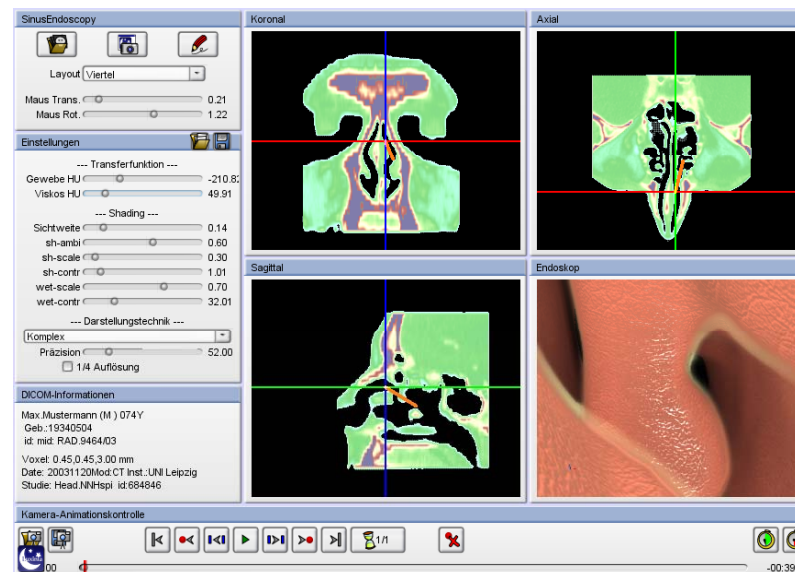 SinusEndoscopy
Layout Viertel
Maus Trans. 0.21
Maus Rot. 1.22
Einstellungen
--- Transferfunktion ---
Gewebe HU -210.82
Viskos HU 49.91
--- Shading ---
Sichtweite 0.14
sh-ambi 0.60
sh-scale 0.30
sh-contr 1.01
wet-scale 0.70
wet-contr 32.01
--- Darstellungstechnik ---
Komplex
Präzision 52.00
1/4 Auflösung
DICOM-Informationen
Max.Mustermann (M ) 074Y
Geb.:19340504
id: mid: RAD.9464/03
Voxel: 0.45,0.45,3.00 mm
Date: 20031120Mod:CT Inst.:UNI Leipzig
Studie: Head.NNHspi id:684846
Koronal
Axial
Sagittal
Endoskop
Kamera-Animationskontrolle
1/1
00
-00:39